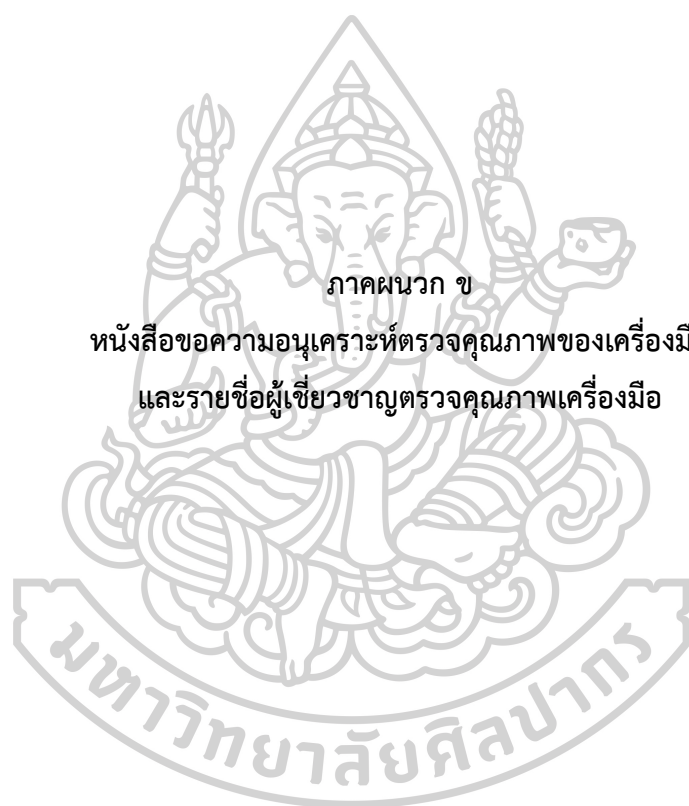 ภาคผนวก ข
หนังสือขอความอนุเคราะห์ตรวจคุณภาพของเครื่องมื
และรายชื่อผู้เชี่ยวชาญตรวจคุณภาพเครื่องมือ
มหาวิทยาลัยศิลปากร